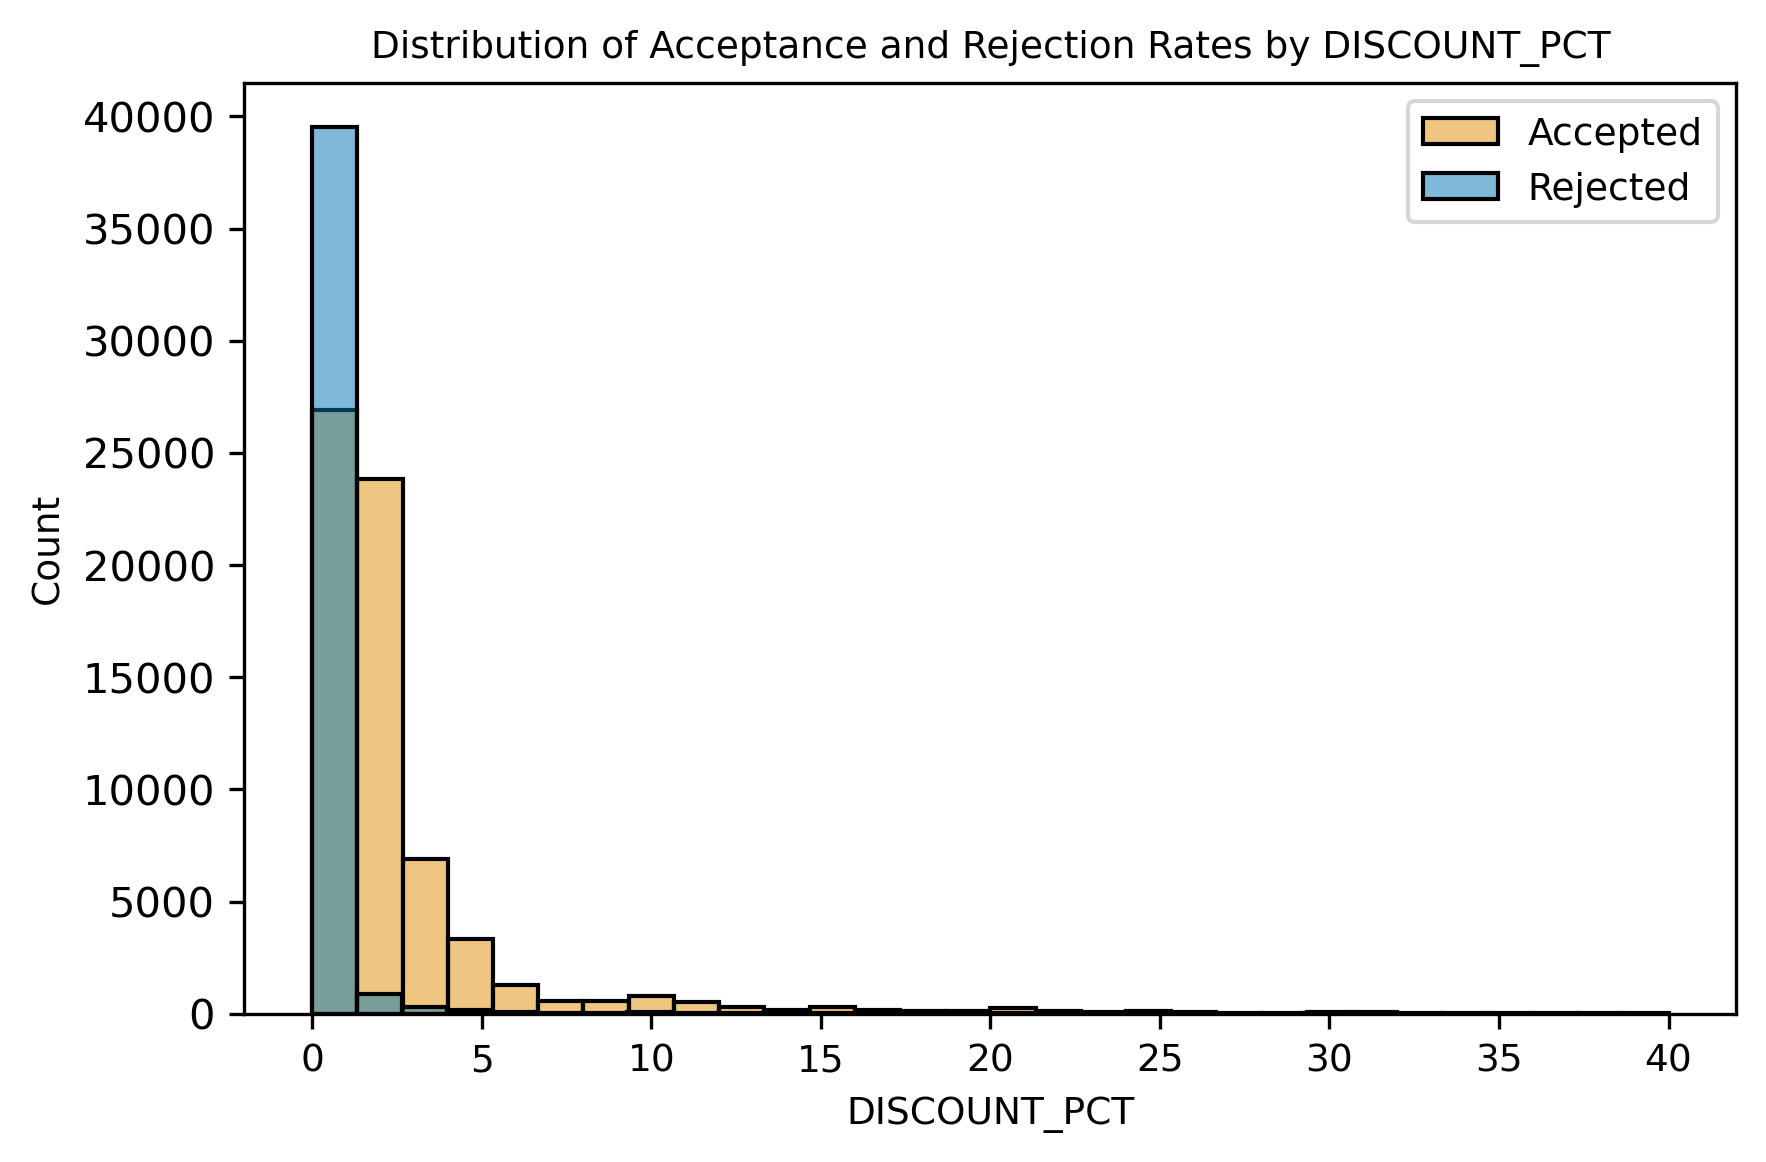 Distribution of Acceptance and Rejection Rates by DISCOUNT_PCT
Accepted
Rejected
Count
40000
35000
30000
25000
20000
15000
10000
5000
0
0 5 10 15 20 25 30 35 40
DISCOUNT_PCT